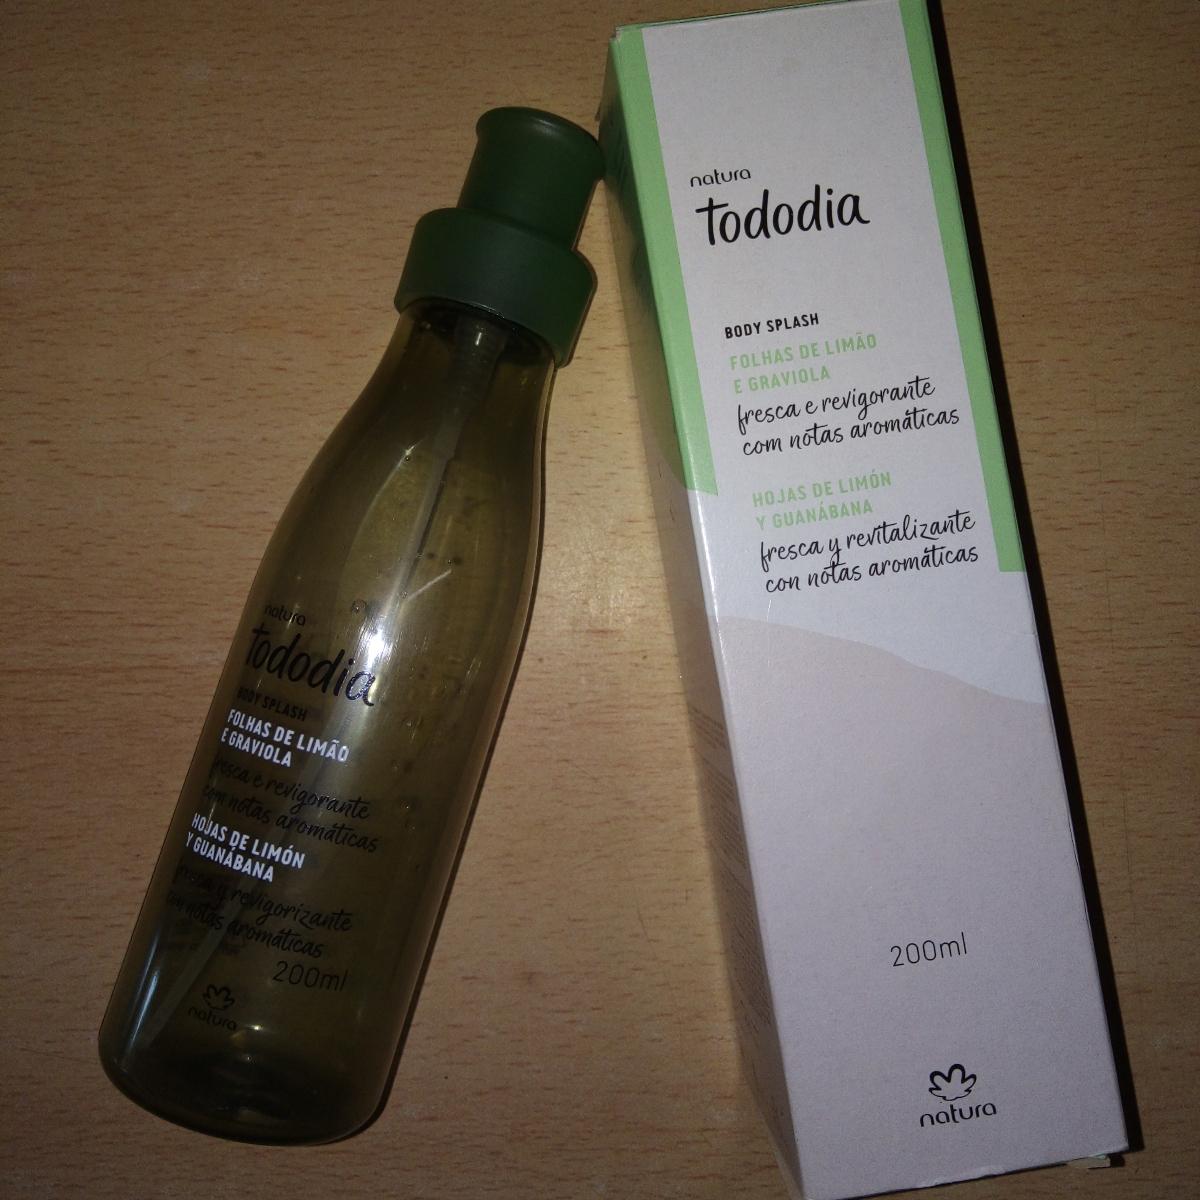 natura
tododia
BODY SPLASH
FOLHAS DE LIMÃO
E GRAVIOLA
fresca e revigorante
com notas aromáticas
HOJAS DE LIMÓN
Y GUANÁBANA
fresca y revigorizante
con notas aromáticas
200ml
natura
natura
tododia
BODY SPLASH
FOLHAS DE LIMÃO
E GRAVIOLA
fresca e revigorante
com notas aromáticas
HOJAS DE LIMÓN
Y GUANÁBANA
fresca y revitalizante
con notas aromáticas
200ml
natura